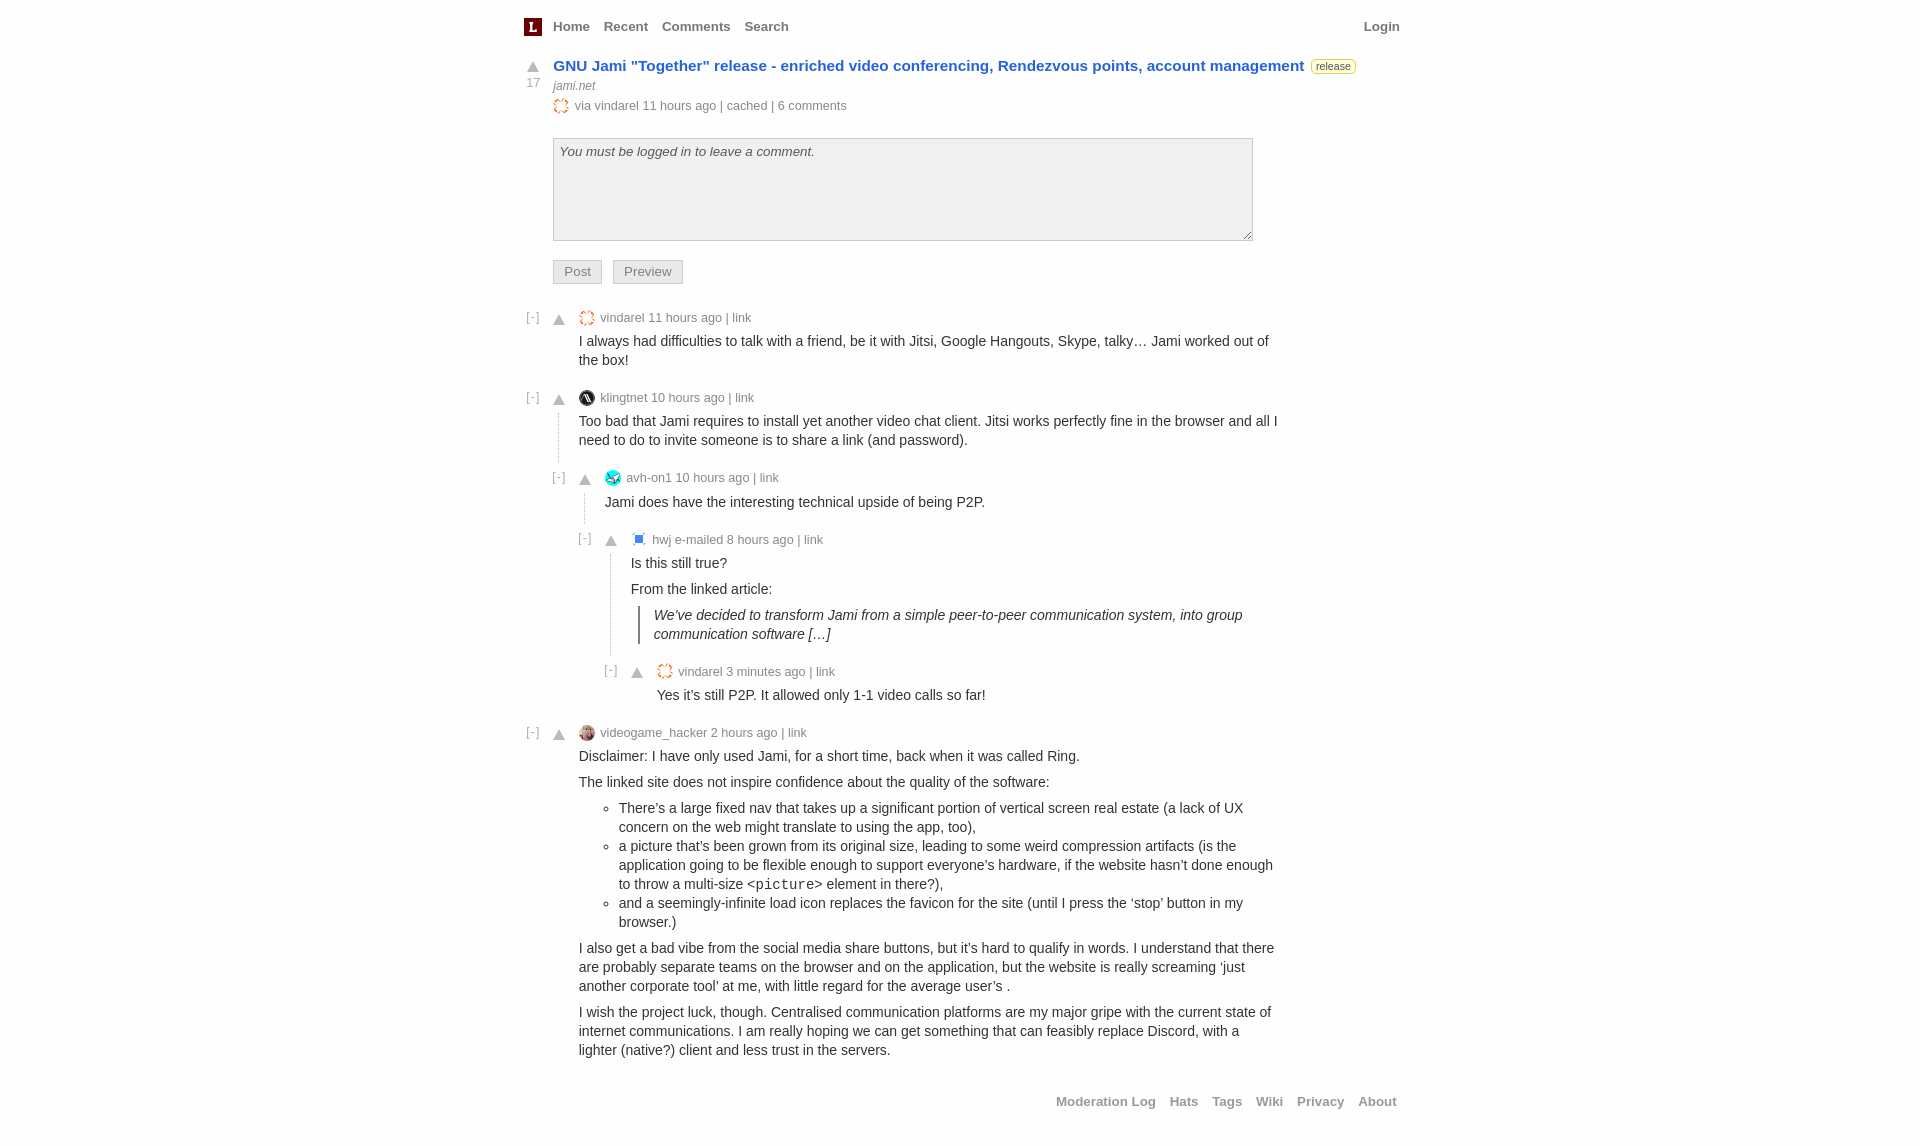 L Home Recent Comments Search Login
GNU Jami "Together" release - enriched video conferencing, Rendezvous points, account management release
17
jami.net
via vindarel 11 hours ago | cached | 6 comments
You must be logged in to leave a comment.
Post Preview
[-] vindarel 11 hours ago | link
I always had difficulties to talk with a friend, be it with Jitsi, Google Hangouts, Skype, talky… Jami worked out of
the box!
[-] klingtnet 10 hours ago | link
Too bad that Jami requires to install yet another video chat client. Jitsi works perfectly fine in the browser and all I
need to do to invite someone is to share a link (and password).
[-] avh-on1 10 hours ago | link
Jami does have the interesting technical upside of being P2P.
[-] hwj e-mailed 8 hours ago | link
Is this still true?
From the linked article:
We’ve decided to transform Jami from a simple peer-to-peer communication system, into group
communication software […]
[-] vindarel 3 minutes ago | link
Yes it’s still P2P. It allowed only 1-1 video calls so far!
[-] videogame_hacker 2 hours ago | link
Disclaimer: I have only used Jami, for a short time, back when it was called Ring.
The linked site does not inspire confidence about the quality of the software:
There’s a large fixed nav that takes up a significant portion of vertical screen real estate (a lack of UX
concern on the web might translate to using the app, too),
a picture that’s been grown from its original size, leading to some weird compression artifacts (is the
application going to be flexible enough to support everyone’s hardware, if the website hasn’t done enough
to throw a multi-size <picture> element in there?),
and a seemingly-infinite load icon replaces the favicon for the site (until I press the ‘stop’ button in my
browser.)
I also get a bad vibe from the social media share buttons, but it’s hard to qualify in words. I understand that there
are probably separate teams on the browser and on the application, but the website is really screaming ‘just
another corporate tool’ at me, with little regard for the average user’s .
I wish the project luck, though. Centralised communication platforms are my major gripe with the current state of
internet communications. I am really hoping we can get something that can feasibly replace Discord, with a
lighter (native?) client and less trust in the servers.
Moderation Log Hats Tags Wiki Privacy About